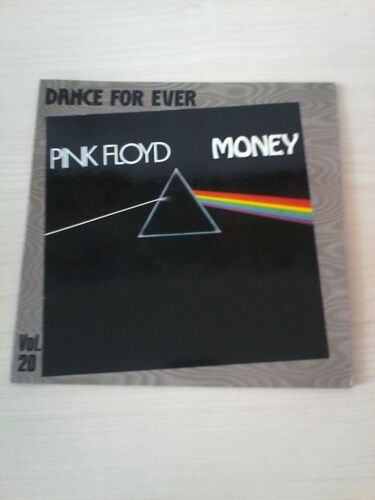 DANCE FOR EVER
PINK FLOYD MONEY
Vol.
20